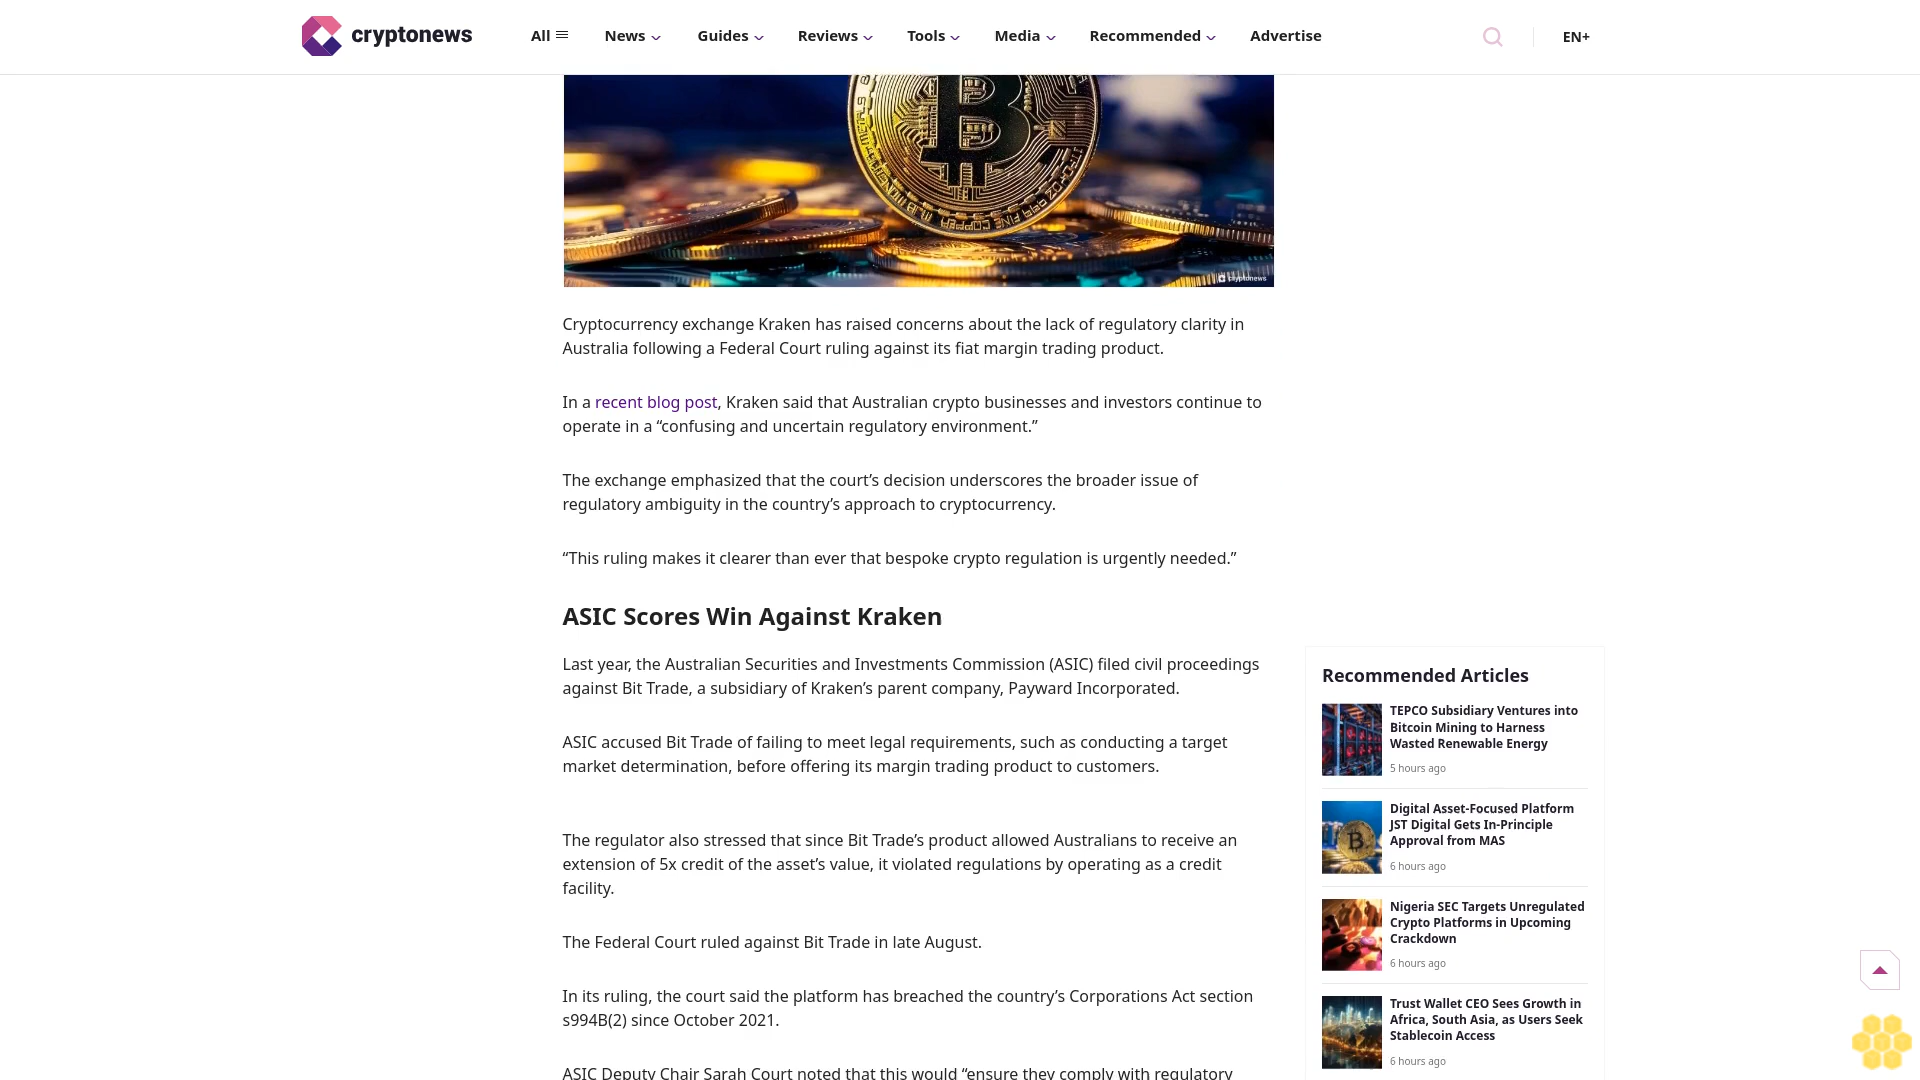 cryptonews
All
News
Guides
Reviews
Tools
Media
Recommended
Advertise
EN+
cryptonews
Cryptocurrency exchange Kraken has raised concerns about the lack of regulatory clarity in
Australia following a Federal Court ruling against its fiat margin trading product.
In a recent blog post, Kraken said that Australian crypto businesses and investors continue to
operate in a “confusing and uncertain regulatory environment.”
The exchange emphasized that the court’s decision underscores the broader issue of
regulatory ambiguity in the country’s approach to cryptocurrency.
“This ruling makes it clearer than ever that bespoke crypto regulation is urgently needed.”
ASIC Scores Win Against Kraken
Last year, the Australian Securities and Investments Commission (ASIC) filed civil proceedings
against Bit Trade, a subsidiary of Kraken’s parent company, Payward Incorporated.
ASIC accused Bit Trade of failing to meet legal requirements, such as conducting a target
market determination, before offering its margin trading product to customers.
The regulator also stressed that since Bit Trade’s product allowed Australians to receive an
extension of 5x credit of the asset’s value, it violated regulations by operating as a credit
facility.
The Federal Court ruled against Bit Trade in late August.
In its ruling, the court said the platform has breached the country’s Corporations Act section
s994B(2) since October 2021.
ASIC Deputy Chair Sarah Court noted that this would “ensure they comply with regulatory
Recommended Articles
TEPCO Subsidiary Ventures into
Bitcoin Mining to Harness
Wasted Renewable Energy
5 hours ago
Digital Asset-Focused Platform
JST Digital Gets In-Principle
Approval from MAS
6 hours ago
Nigeria SEC Targets Unregulated
Crypto Platforms in Upcoming
Crackdown
6 hours ago
Trust Wallet CEO Sees Growth in
Africa, South Asia, as Users Seek
Stablecoin Access
6 hours ago